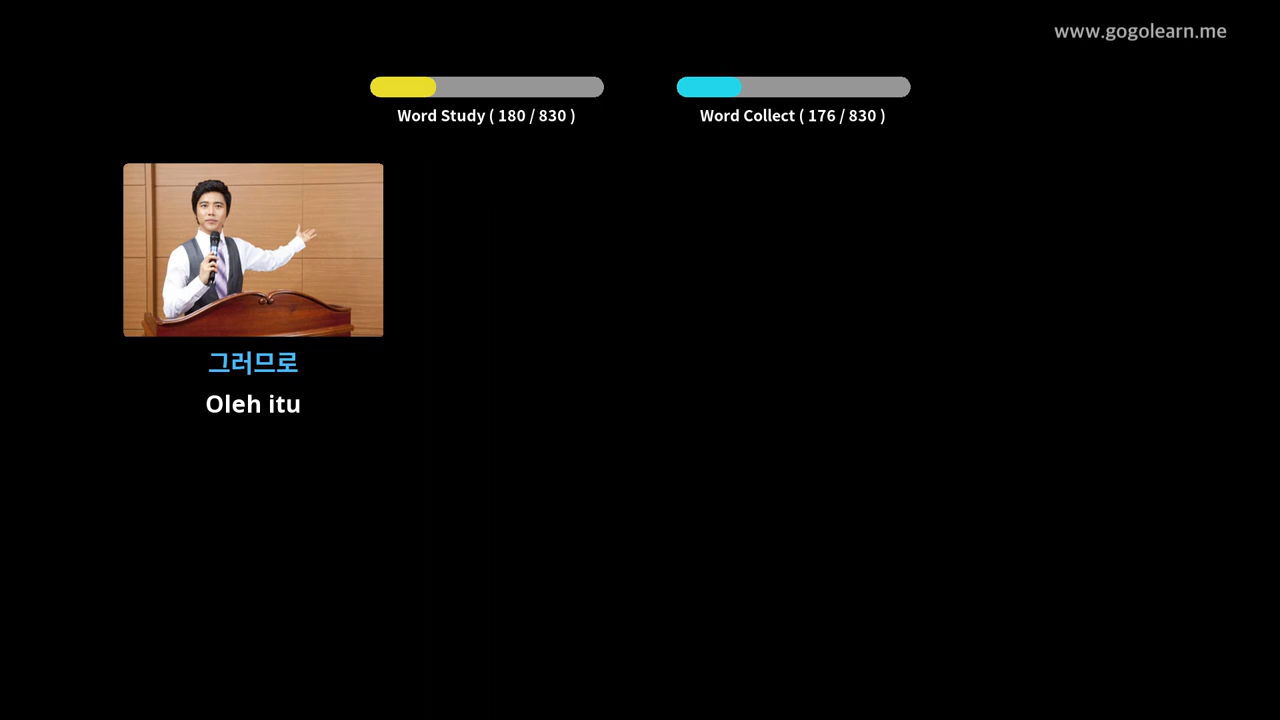 www.gogolearn.me
Word Study ( 180 / 830 )
Word Collect ( 176 / 830 )
그러므로
Oleh itu